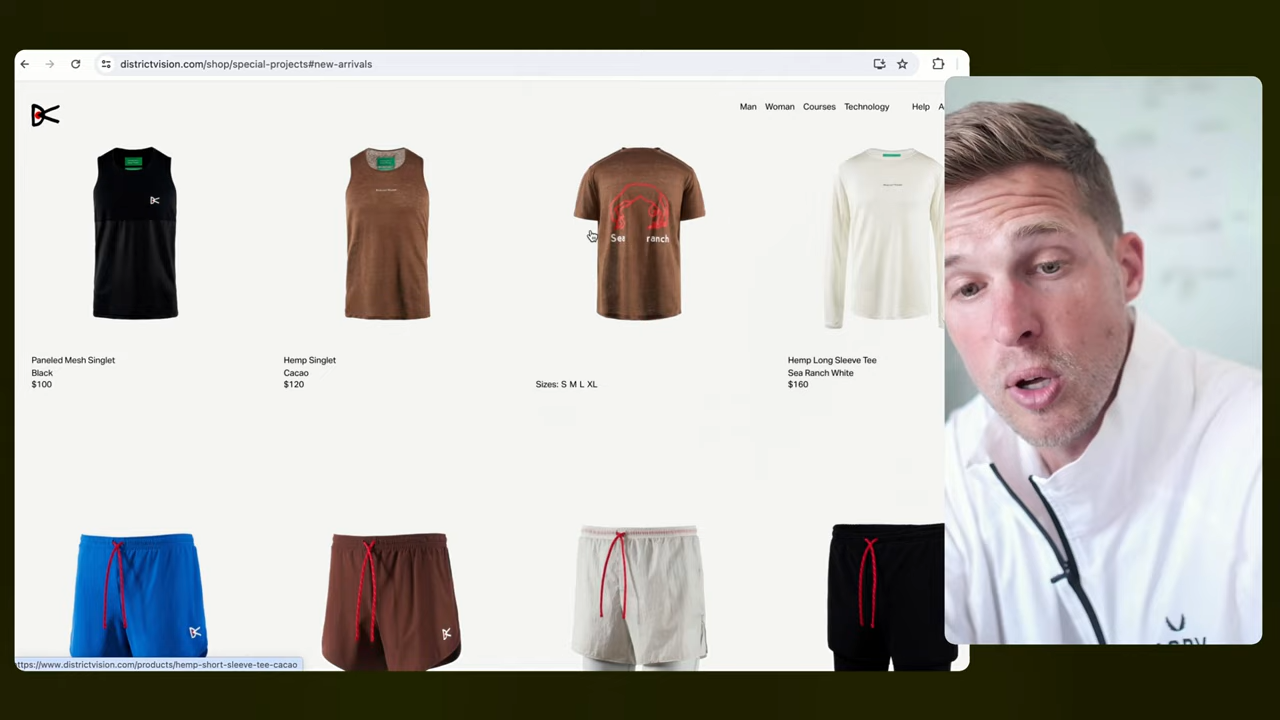 districtvision.com/shop/special-projects#new-arrivals
Man Woman Courses Technology Help
Sea ranch
Paneled Mesh Singlet
Black
$100
Hemp Singlet
Cacao
$120
Sizes: S M L XL
Hemp Long Sleeve Tee
Sea Ranch White
$160
https://www.districtvision.com/products/hemp-short-sleeve-tee-cacao